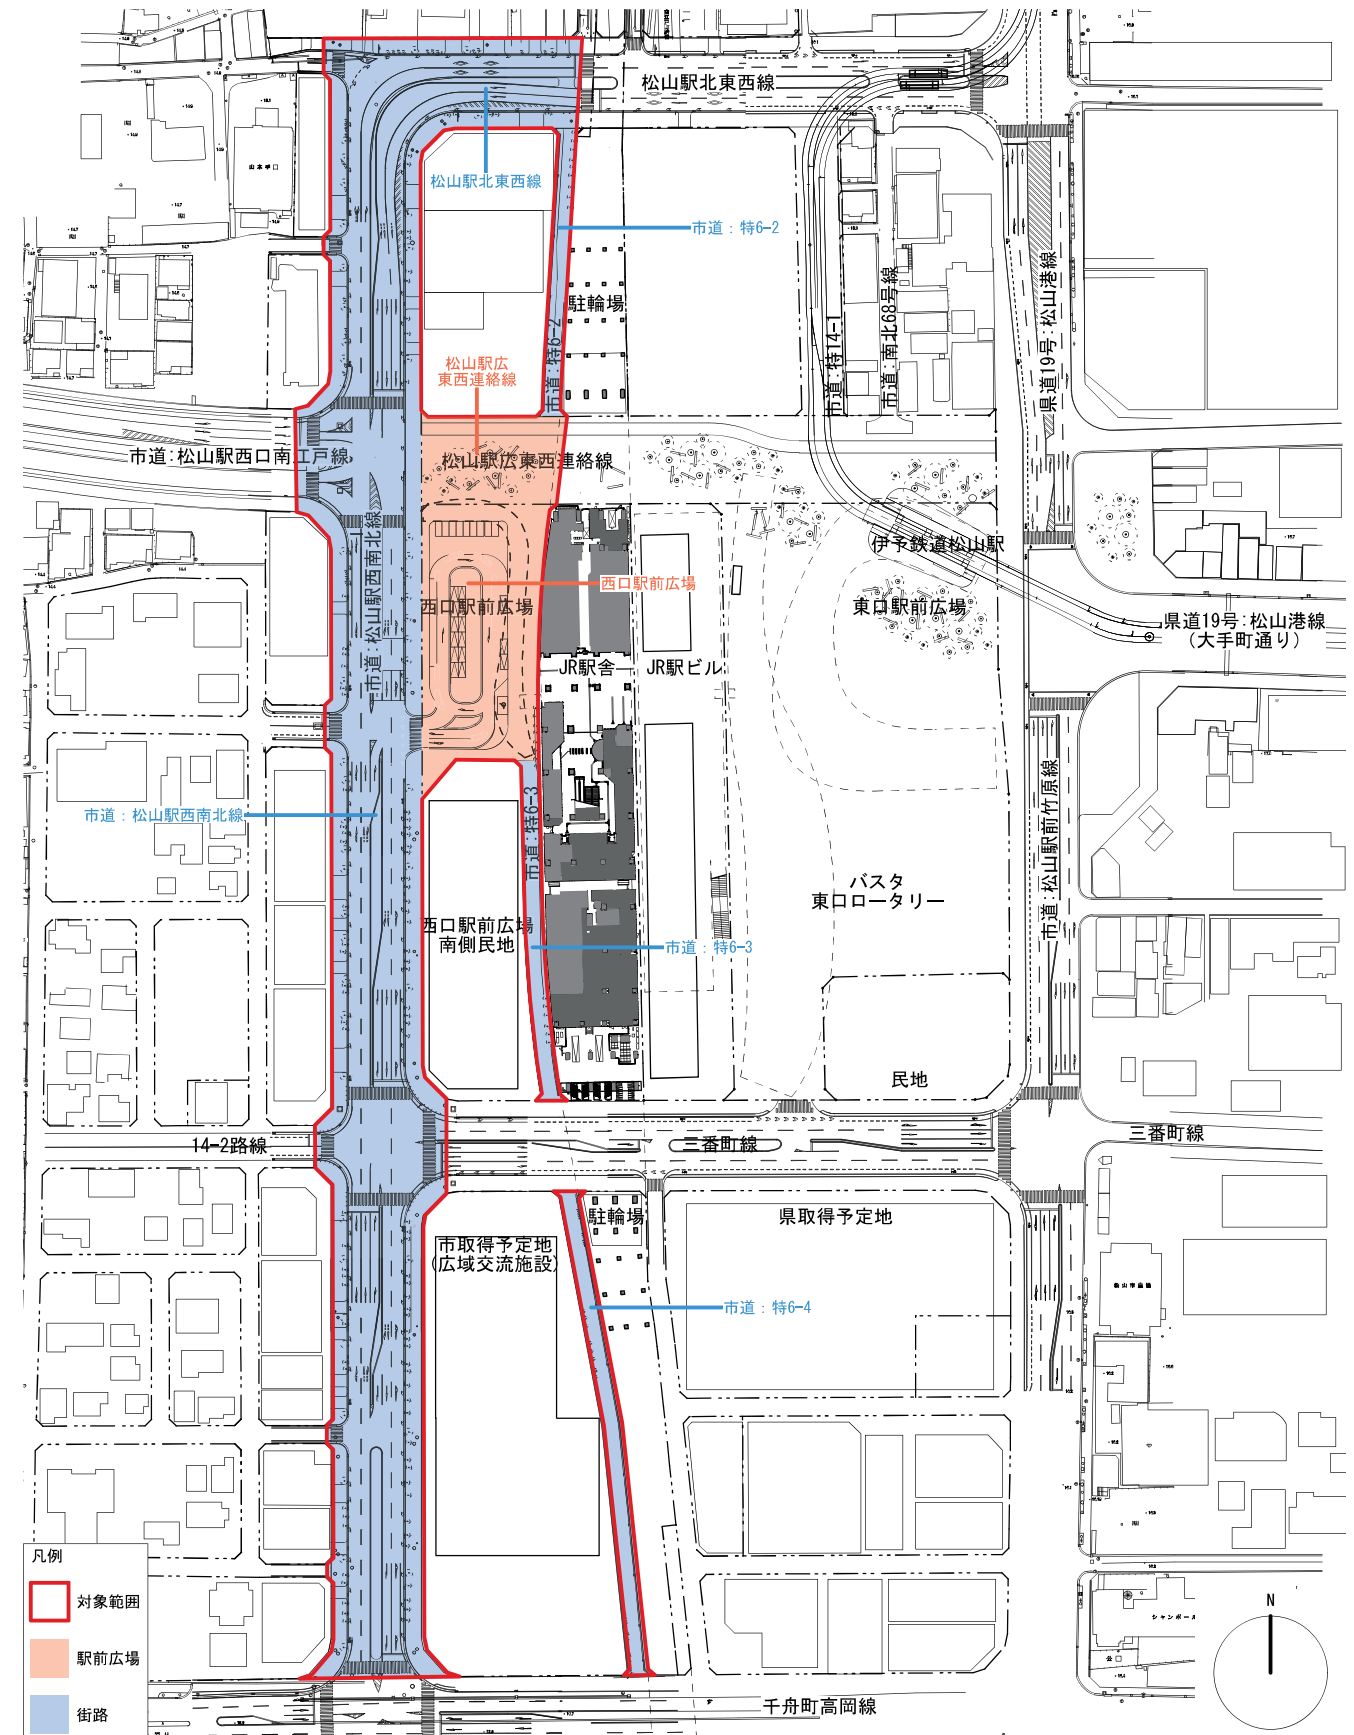 松山駅北東西線
松山駅北東西線
市道：特6-2
駐輪場
市道：特6-2
松山駅広
東西連絡線
市道：特14-1
市道：南北68号線
県道19号：松山港線
市道：松山駅西口南江戸線
松山駅広東西連絡線
市道：松山駅西南北線
伊予鉄道松山駅
西口駅前広場
西口駅前広場
東口駅前広場
県道19号：松山港線
（大手町通り）
JR駅舎
JR駅ビル
市道：松山駅西南北線
市道：特6-3
市道：松山駅前竹原線
バスタ
東口ロータリー
西口駅前広場
南側民地
市道：特6-3
民地
14-2路線
三番町線
三番町線
駐輪場
県取得予定地
市取得予定地
（広域交流施設）
市道：特6-4
シャンボール
凡例
対象範囲
駅前広場
街路
N
千舟町高岡線